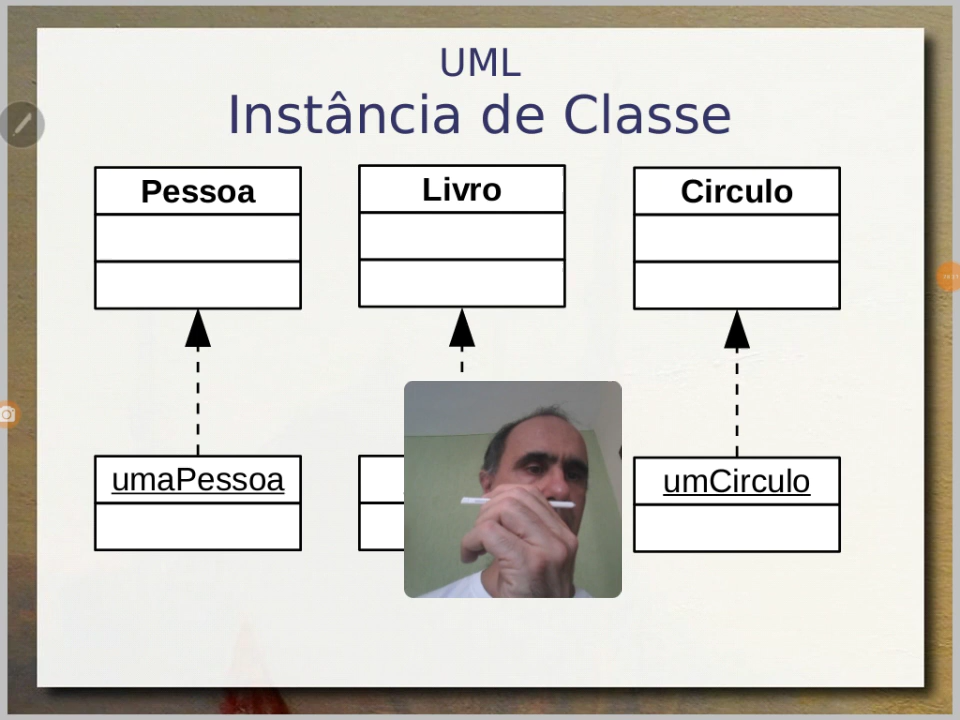 UML
Instância de Classe
Pessoa
Livro
Circulo
umaPessoa
umCirculo